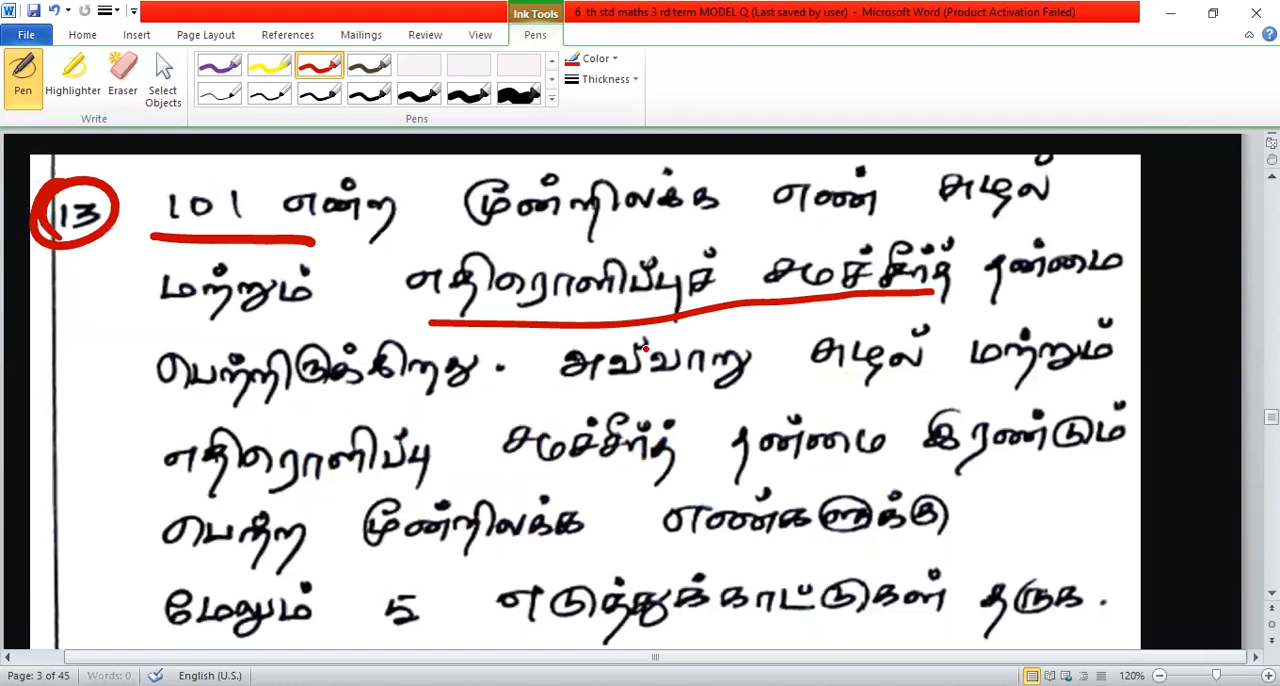 6 th std maths 3 rd term MODEL Q (Last saved by user) - Microsoft Word (Product Activation Failed)
Ink Tools
File Home Insert Page Layout References Mailings Review View Pens
Pen Highlighter Eraser Select Objects
Color
Thickness
Write Pens
13 101 என்ற மூன்றிலக்க எண் சுழல்
மற்றும் எதிரொளிப்புச் சமச்சீர்த் தன்மை
பெற்றிருக்கிறது. அவ்வாறு சுழல் மற்றும்
எதிரொளிப்பு சமச்சீர்த் தன்மை இரண்டும்
பெற்ற மூன்றிலக்க எண்களுக்கு
மேலும் 5 எடுத்துக்காட்டுகள் தருக.
Page: 3 of 45 Words: 0 English (U.S.) 120%